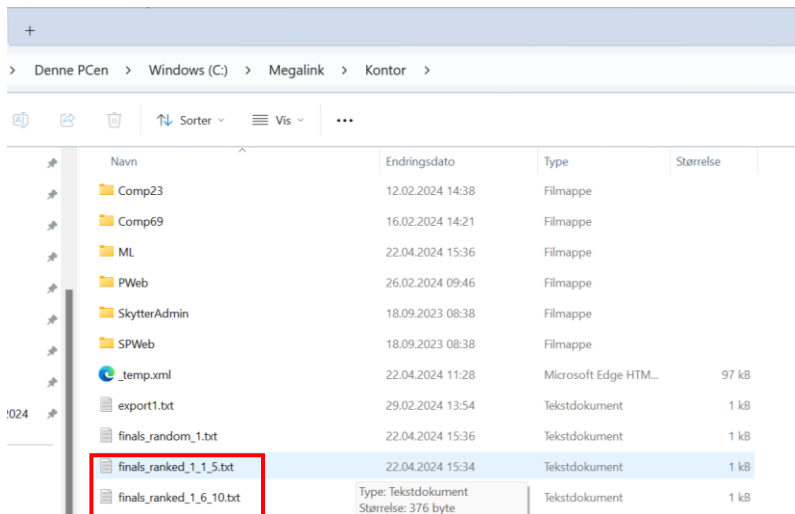 +
> Denne PCen > Windows (C:) > Megalink > Kontor >
Sorter Vis ...
Navn Endringsdato Type Størrelse
Comp23 12.02.2024 14:38 Filmappe
Comp69 16.02.2024 14:21 Filmappe
ML 22.04.2024 15:36 Filmappe
PWeb 26.02.2024 09:46 Filmappe
SkytterAdmin 18.09.2023 08:38 Filmappe
SPWeb 18.09.2023 08:38 Filmappe
_temp.xml 22.04.2024 11:28 Microsoft Edge HTM... 97 kB
export1.txt 29.02.2024 13:54 Tekstdokument 1 kB
2024 finals_random_1.txt 22.04.2024 15:36 Tekstdokument 1 kB
finals_ranked_1_1_5.txt 22.04.2024 15:34 Tekstdokument 1 kB
finals_ranked_1_6_10.txt Type: Tekstdokument Tekstdokument 1 kB
Størrelse: 376 byte